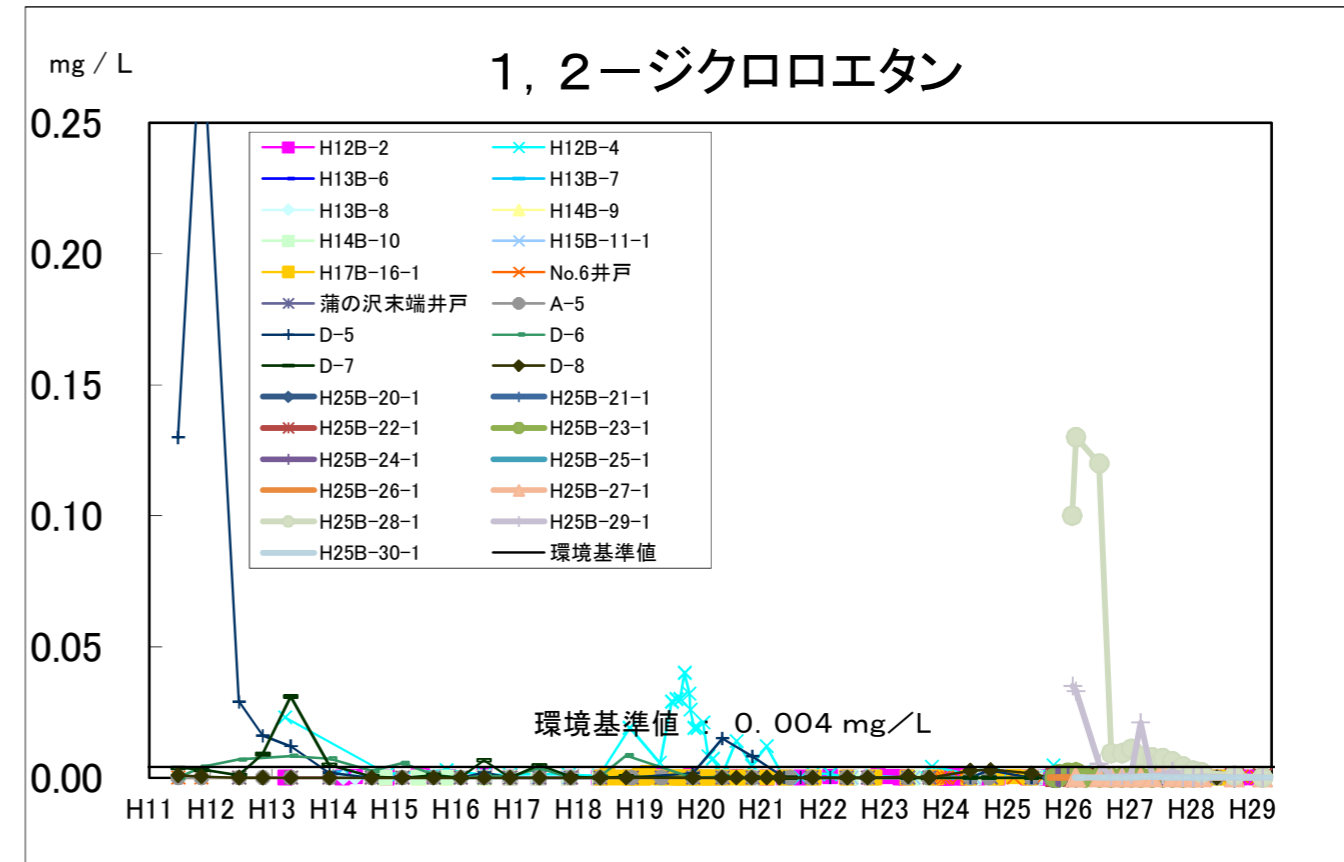 mg / L
1, 2ージクロロエタン
0.25
0.20
0.15
0.10
0.05
0.00
H12B-2 H12B-4
H13B-6 H13B-7
H13B-8 H14B-9
H14B-10 H15B-11-1
H17B-16-1 No.6井戸
蒲の沢末端井戸 A-5
D-5 D-6
D-7 D-8
H25B-20-1 H25B-21-1
H25B-22-1 H25B-23-1
H25B-24-1 H25B-25-1
H25B-26-1 H25B-27-1
H25B-28-1 H25B-29-1
H25B-30-1 環境基準値
環境基準値 : 0.004 mg/L
H11 H12 H13 H14 H15 H16 H17 H18 H19 H20 H21 H22 H23 H24 H25 H26 H27 H28 H29